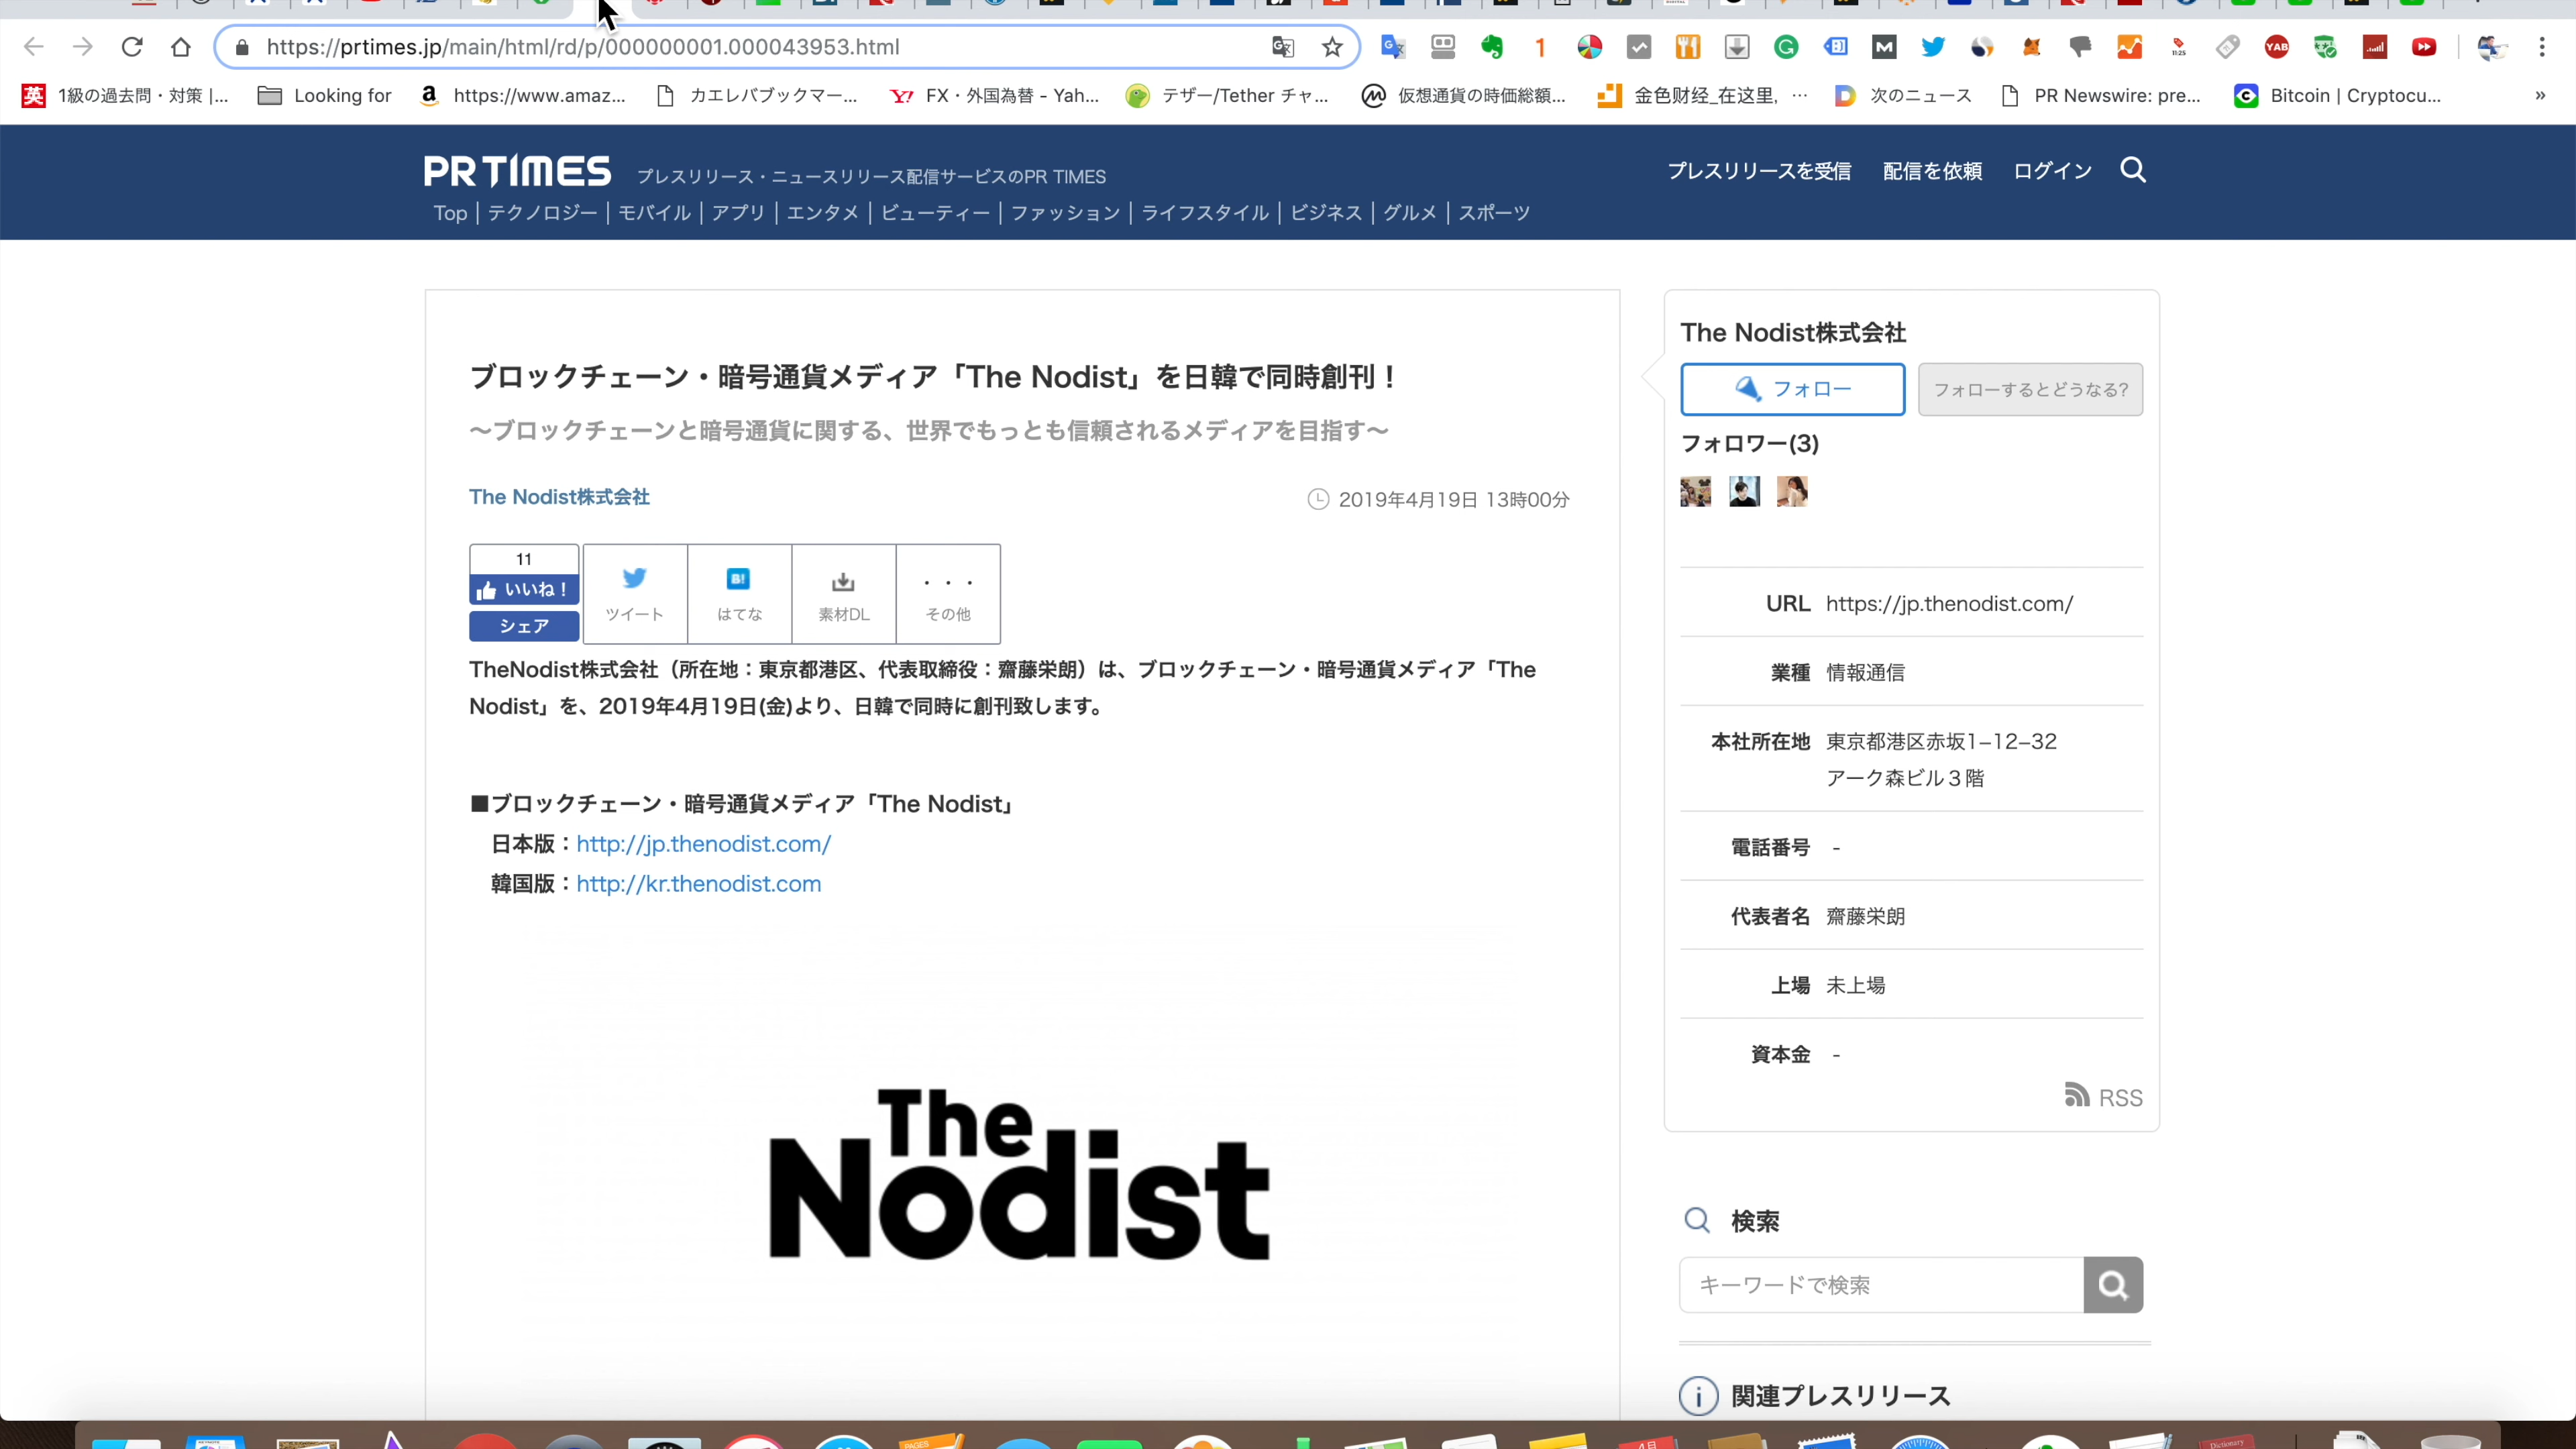 https://prtimes.jp/main/html/rd/p/000000001.000043953.html
1級の過去問・対策 |...
Looking for
https://www.amaz...
カエレバブックマー...
FX・外国為替 - Yah...
テザー/Tether チャ...
仮想通貨の時価総額...
金色财经_在这里, ...
次のニュース
PR Newswire: pre...
Bitcoin | Cryptocu...
»
PR TIMES
プレスリリース・ニュースリリース配信サービスのPR TIMES
プレスリリースを受信 配信を依頼 ログイン
Top | テクノロジー | モバイル | アプリ | エンタメ | ビューティー | ファッション | ライフスタイル | ビジネス | グルメ | スポーツ
ブロックチェーン・暗号通貨メディア「The Nodist」を日韓で同時創刊！
〜ブロックチェーンと暗号通貨に関する、世界でもっとも信頼されるメディアを目指す〜
The Nodist株式会社
2019年4月19日 13時00分
11
いいね！
シェア
ツイート
B!
はてな
素材DL
その他
TheNodist株式会社（所在地：東京都港区、代表取締役：齋藤栄朗）は、ブロックチェーン・暗号通貨メディア「The
Nodist」を、2019年4月19日(金)より、日韓で同時に創刊致します。
■ブロックチェーン・暗号通貨メディア「The Nodist」
日本版：http://jp.thenodist.com/
韓国版：http://kr.thenodist.com
The
Nodist
The Nodist株式会社
フォロー
フォローするとどうなる?
フォロワー(3)
URL https://jp.thenodist.com/
業種 情報通信
本社所在地 東京都港区赤坂1−12−32
アーク森ビル３階
電話番号 -
代表者名 齋藤栄朗
上場 未上場
資本金 -
RSS
検索
キーワードで検索
関連プレスリリース
PAGES
4月
Dictionary